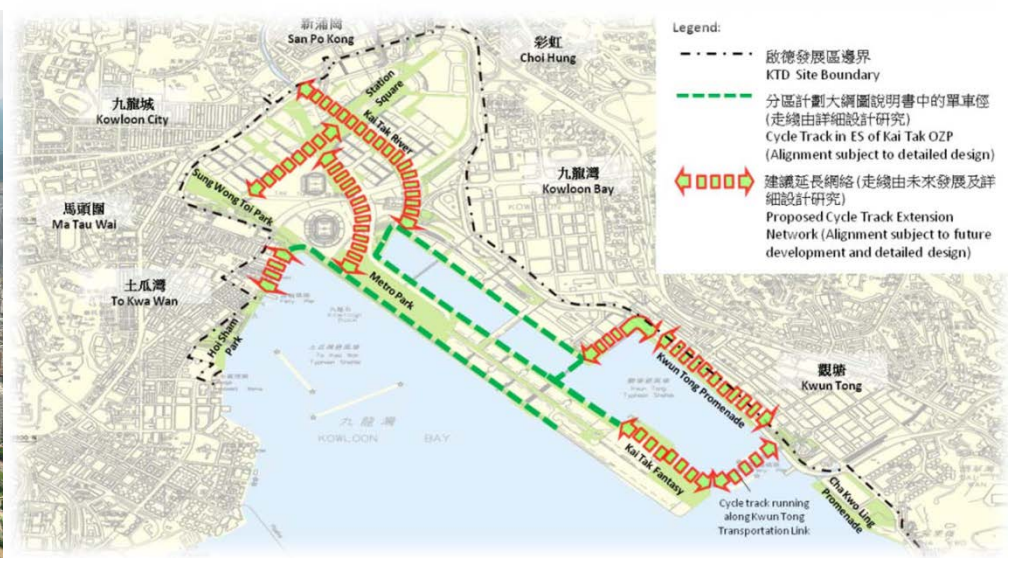 新蒲崗
San Po Kong
彩虹
Choi Hung
九龍城
Kowloon City
Station
Square
Kai Tak River
九龍灣
Kowloon Bay
Sung Wong Toi Park
馬頭圍
Ma Tau Wai
土瓜灣
To Kwa Wan
Metro Park
Hoi Sham
Park
九龍灣
KOWLOON BAY
Kwun Tong Promenade
觀塘
Kwun Tong
Kai Tak Fantasy
Cha Kwo Ling
Promenade
Cycle track running
along Kwun Tong
Transportation Link
Legend:
啟德發展區邊界
KTD Site Boundary
分區計劃大綱圖說明書中的單車徑
(走綫由詳細設計研究)
Cycle Track in ES of Kai Tak OZP
(Alignment subject to detailed design)
建議延長網絡(走綫由未來發展及詳
細設計研究)
Proposed Cycle Track Extension
Network (Alignment subject to future
development and detailed design)